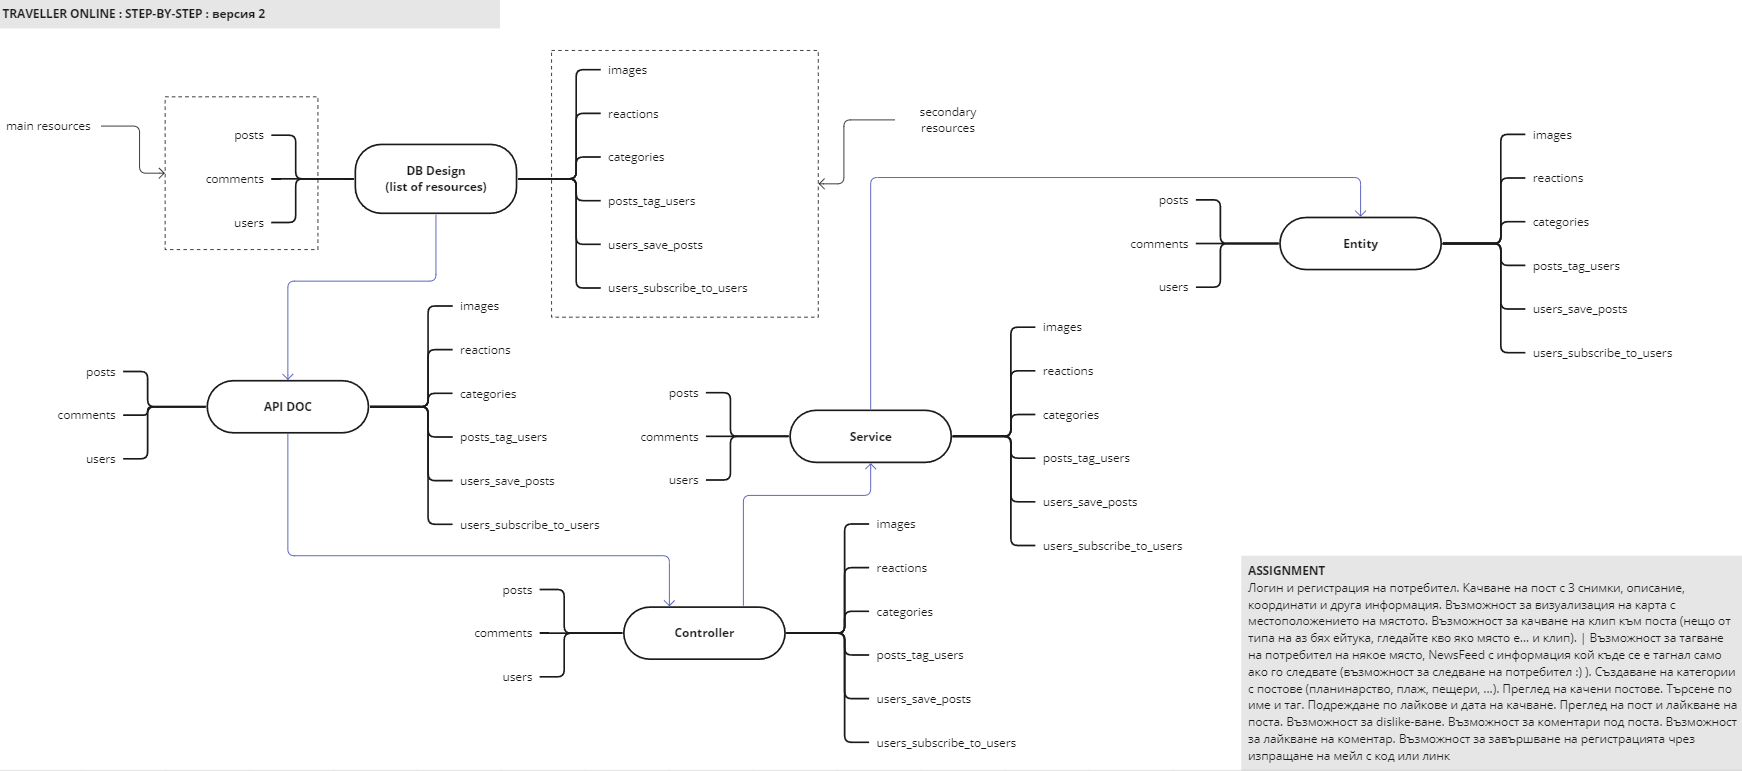 TRAVELLER ONLINE : STEP-BY-STEP : версия 2
main resources
posts
comments
users
DB Design
(list of resources)
images
reactions
categories
posts_tag_users
users_save_posts
users_subscribe_to_users
secondary
resources
posts
comments
users
API DOC
images
reactions
categories
posts_tag_users
users_save_posts
users_subscribe_to_users
posts
comments
users
Controller
images
reactions
categories
posts_tag_users
users_save_posts
users_subscribe_to_users
posts
comments
users
Service
images
reactions
categories
posts_tag_users
users_save_posts
users_subscribe_to_users
posts
comments
users
Entity
images
reactions
categories
posts_tag_users
users_save_posts
users_subscribe_to_users
ASSIGNMENT
Логин и регистрация на потребител. Качване на пост с 3 снимки, описание,
координати и друга информация. Възможност за визуализация на карта с
местоположението на мястото. Възможност за качване на клип към поста (нещо от
типа на аз бях ейтука, гледайте кво яко място е... и клип). | Възможност за тагване
на потребител на някое място, NewsFeed с информация кой къде се е тагнал само
ако го следвате (възможност за следване на потребител :) ). Създаване на категории
с постове (планинарство, плаж, пещери, ...). Преглед на качени постове. Търсене по
име и таг. Подреждане по лайкове и дата на качване. Преглед на пост и лайкване на
поста. Възможност за dislike-ване. Възможност за коментари под поста. Възможност
за лайкване на коментар. Възможност за завършване на регистрацията чрез
изпращане на мейл с код или линк